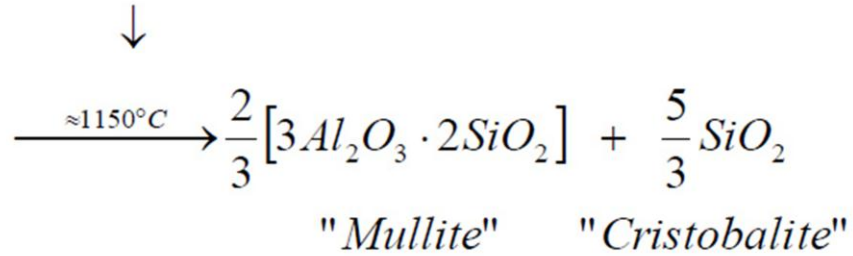 ↓
≈1150°C → 2/3 [3Al₂O₃ · 2SiO₂] + 5/3 SiO₂
"Mullite" "Cristobalite"